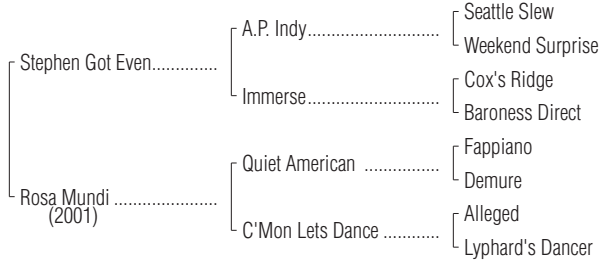 Seattle Slew
A.P. Indy..............................
Weekend Surprise
Stephen Got Even...............
Cox's Ridge
Immerse..............................
Baroness Direct
Fappiano
Quiet American .................
Demure
Rosa Mundi .......................
(2001)
Alleged
C'Mon Lets Dance ............
Lyphard's Dancer